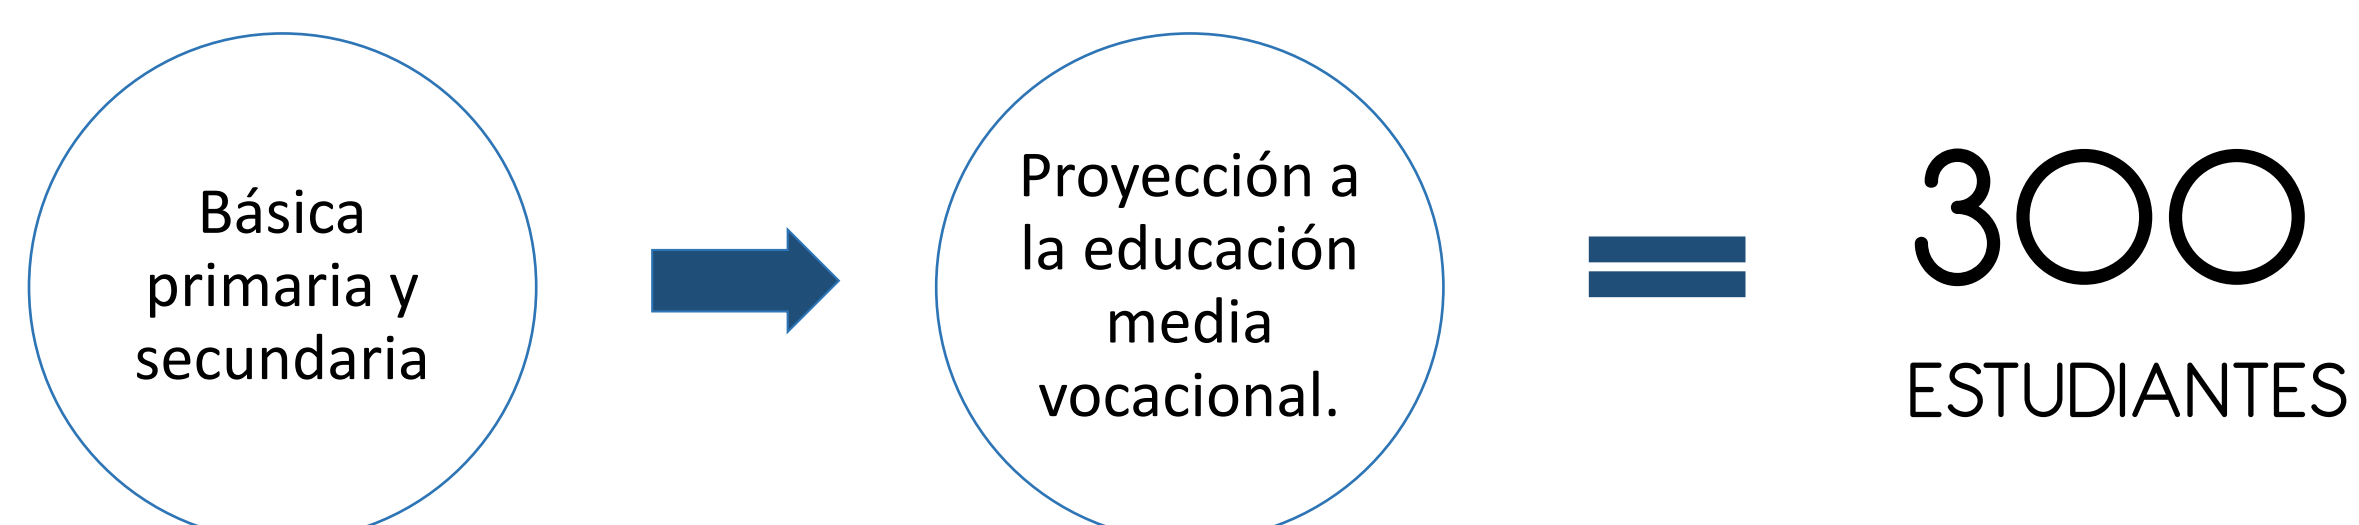 Básica
primaria y
secundaria
Proyección a
la educación
media
vocacional.
300
ESTUDIANTES